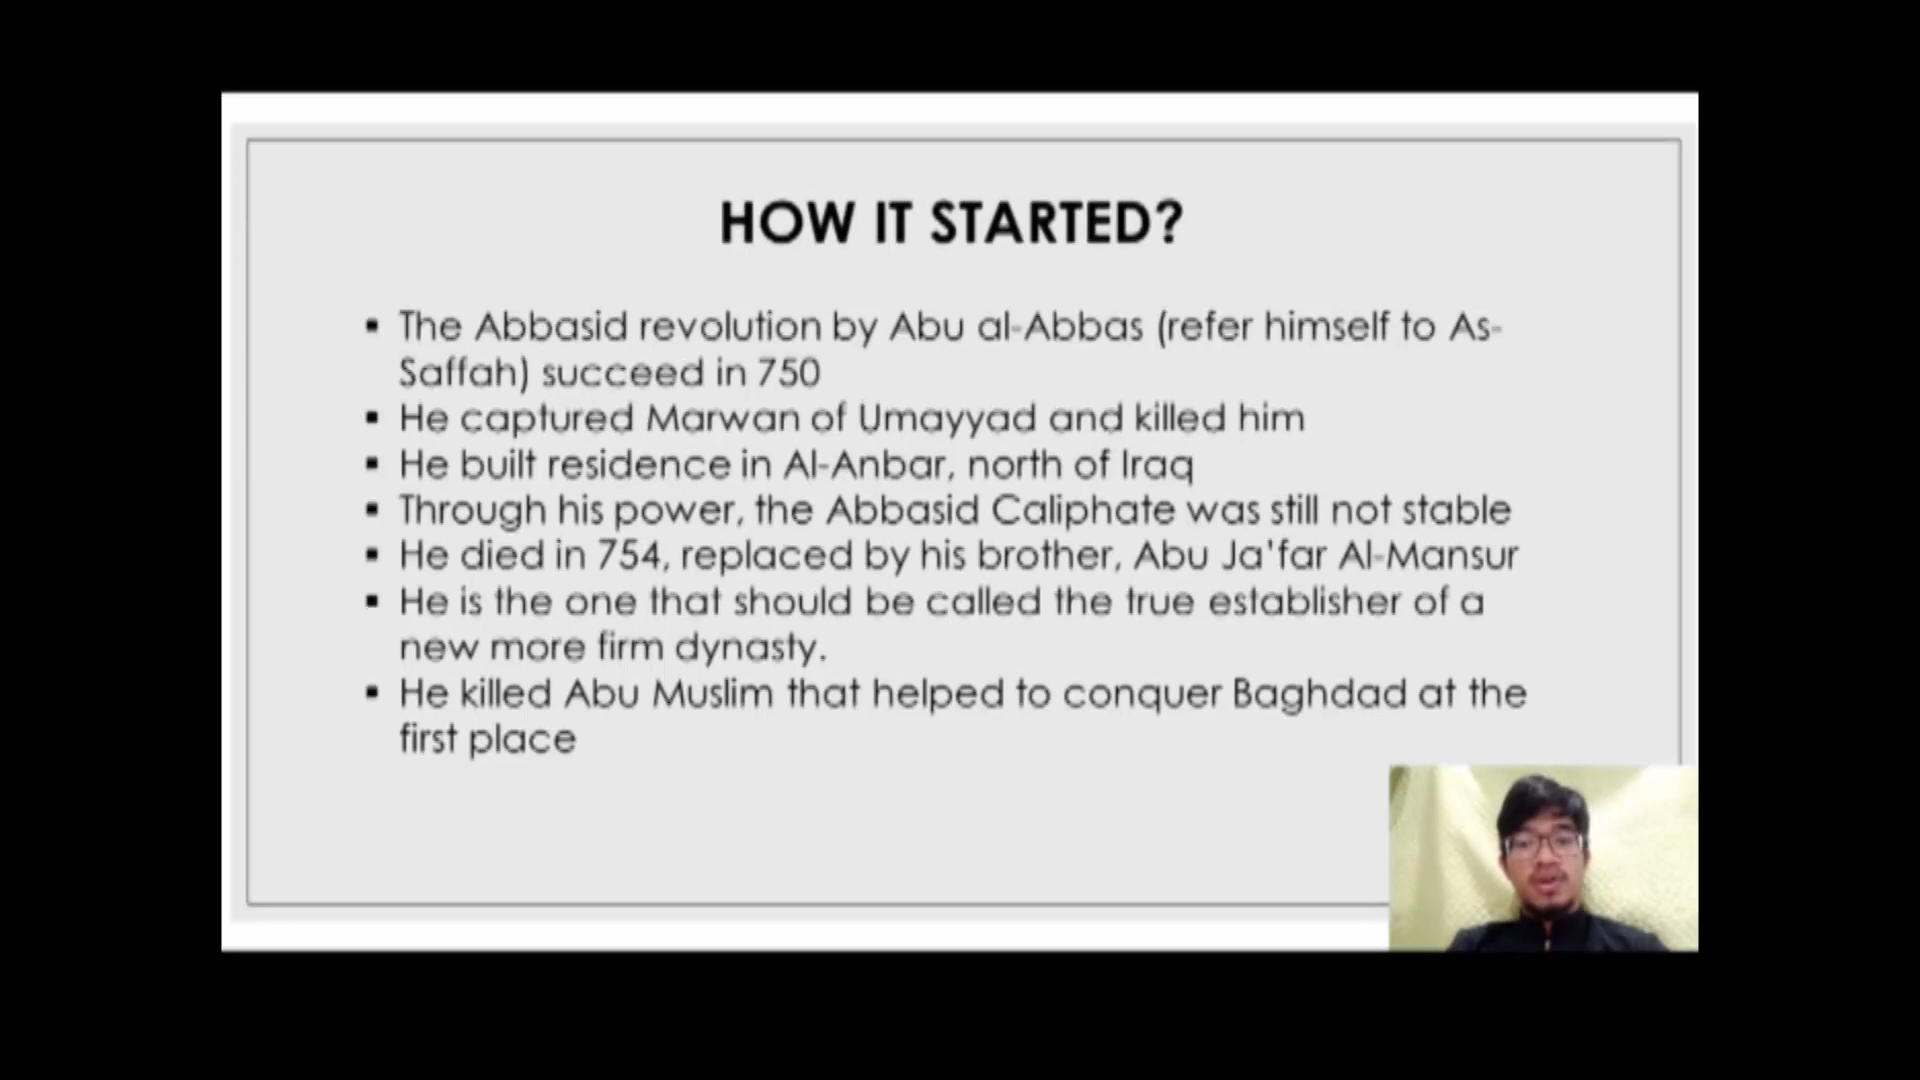 HOW IT STARTED?
▪ The Abbasid revolution by Abu al-Abbas (refer himself to As-
Saffah) succeed in 750
▪ He captured Marwan of Umayyad and killed him
▪ He built residence in Al-Anbar, north of Iraq
▪ Through his power, the Abbasid Caliphate was still not stable
▪ He died in 754, replaced by his brother, Abu Ja'far Al-Mansur
▪ He is the one that should be called the true establisher of a
new more firm dynasty.
▪ He killed Abu Muslim that helped to conquer Baghdad at the
first place